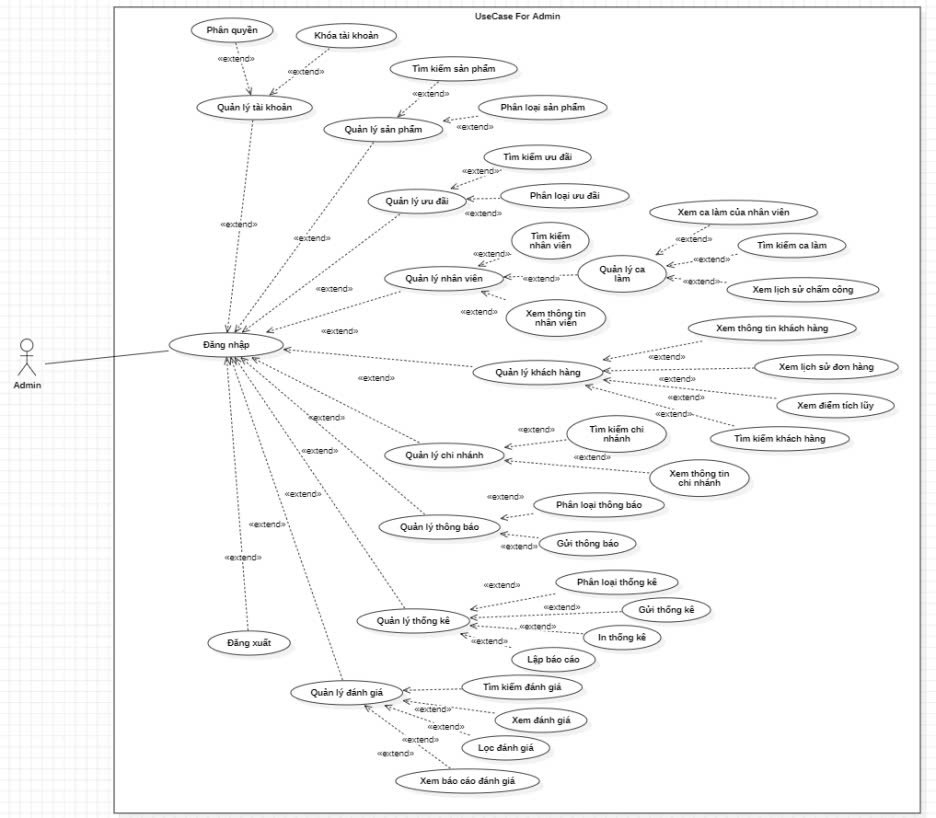 UseCase For Admin
Phân quyền
Khóa tài khoản
«extend»
«extend»
Tìm kiếm sản phẩm
«extend»
Quản lý tài khoản
Phân loại sản phẩm
«extend»
Quản lý sản phẩm
Tìm kiếm ưu đãi
«extend»
Quản lý ưu đãi
Phân loại ưu đãi
«extend»
Xem ca làm của nhân viên
«extend»
«extend»
Tìm kiếm
nhân viên
«extend»
«extend»
Tìm kiếm ca làm
«extend»
Quản lý nhân viên
«extend»
Quản lý ca
làm
«extend»
Xem lịch sử chấm công
«extend»
«extend»
Xem thông tin
nhân viên
«extend»
Xem thông tin khách hàng
Đăng nhập
«extend»
Xem lịch sử đơn hàng
Admin
«extend»
Quản lý khách hàng
«extend»
«extend»
Xem điểm tích lũy
«extend»
«extend»
Tìm kiếm khách hàng
«extend»
Tìm kiếm chi
nhánh
«extend»
Quản lý chi nhánh
«extend»
Xem thông tin
chi nhánh
«extend»
«extend»
Phân loại thông báo
«extend»
Quản lý thông báo
Gửi thông báo
«extend»
«extend»
Phân loại thống kê
«extend»
Gửi thống kê
«extend»
Quản lý thống kê
«extend»
In thống kê
«extend»
Đăng xuất
Lập báo cáo
Quản lý đánh giá
Tìm kiếm đánh giá
«extend»
Xem đánh giá
«extend»
«extend»
Lọc đánh giá
«extend»
Xem báo cáo đánh giá